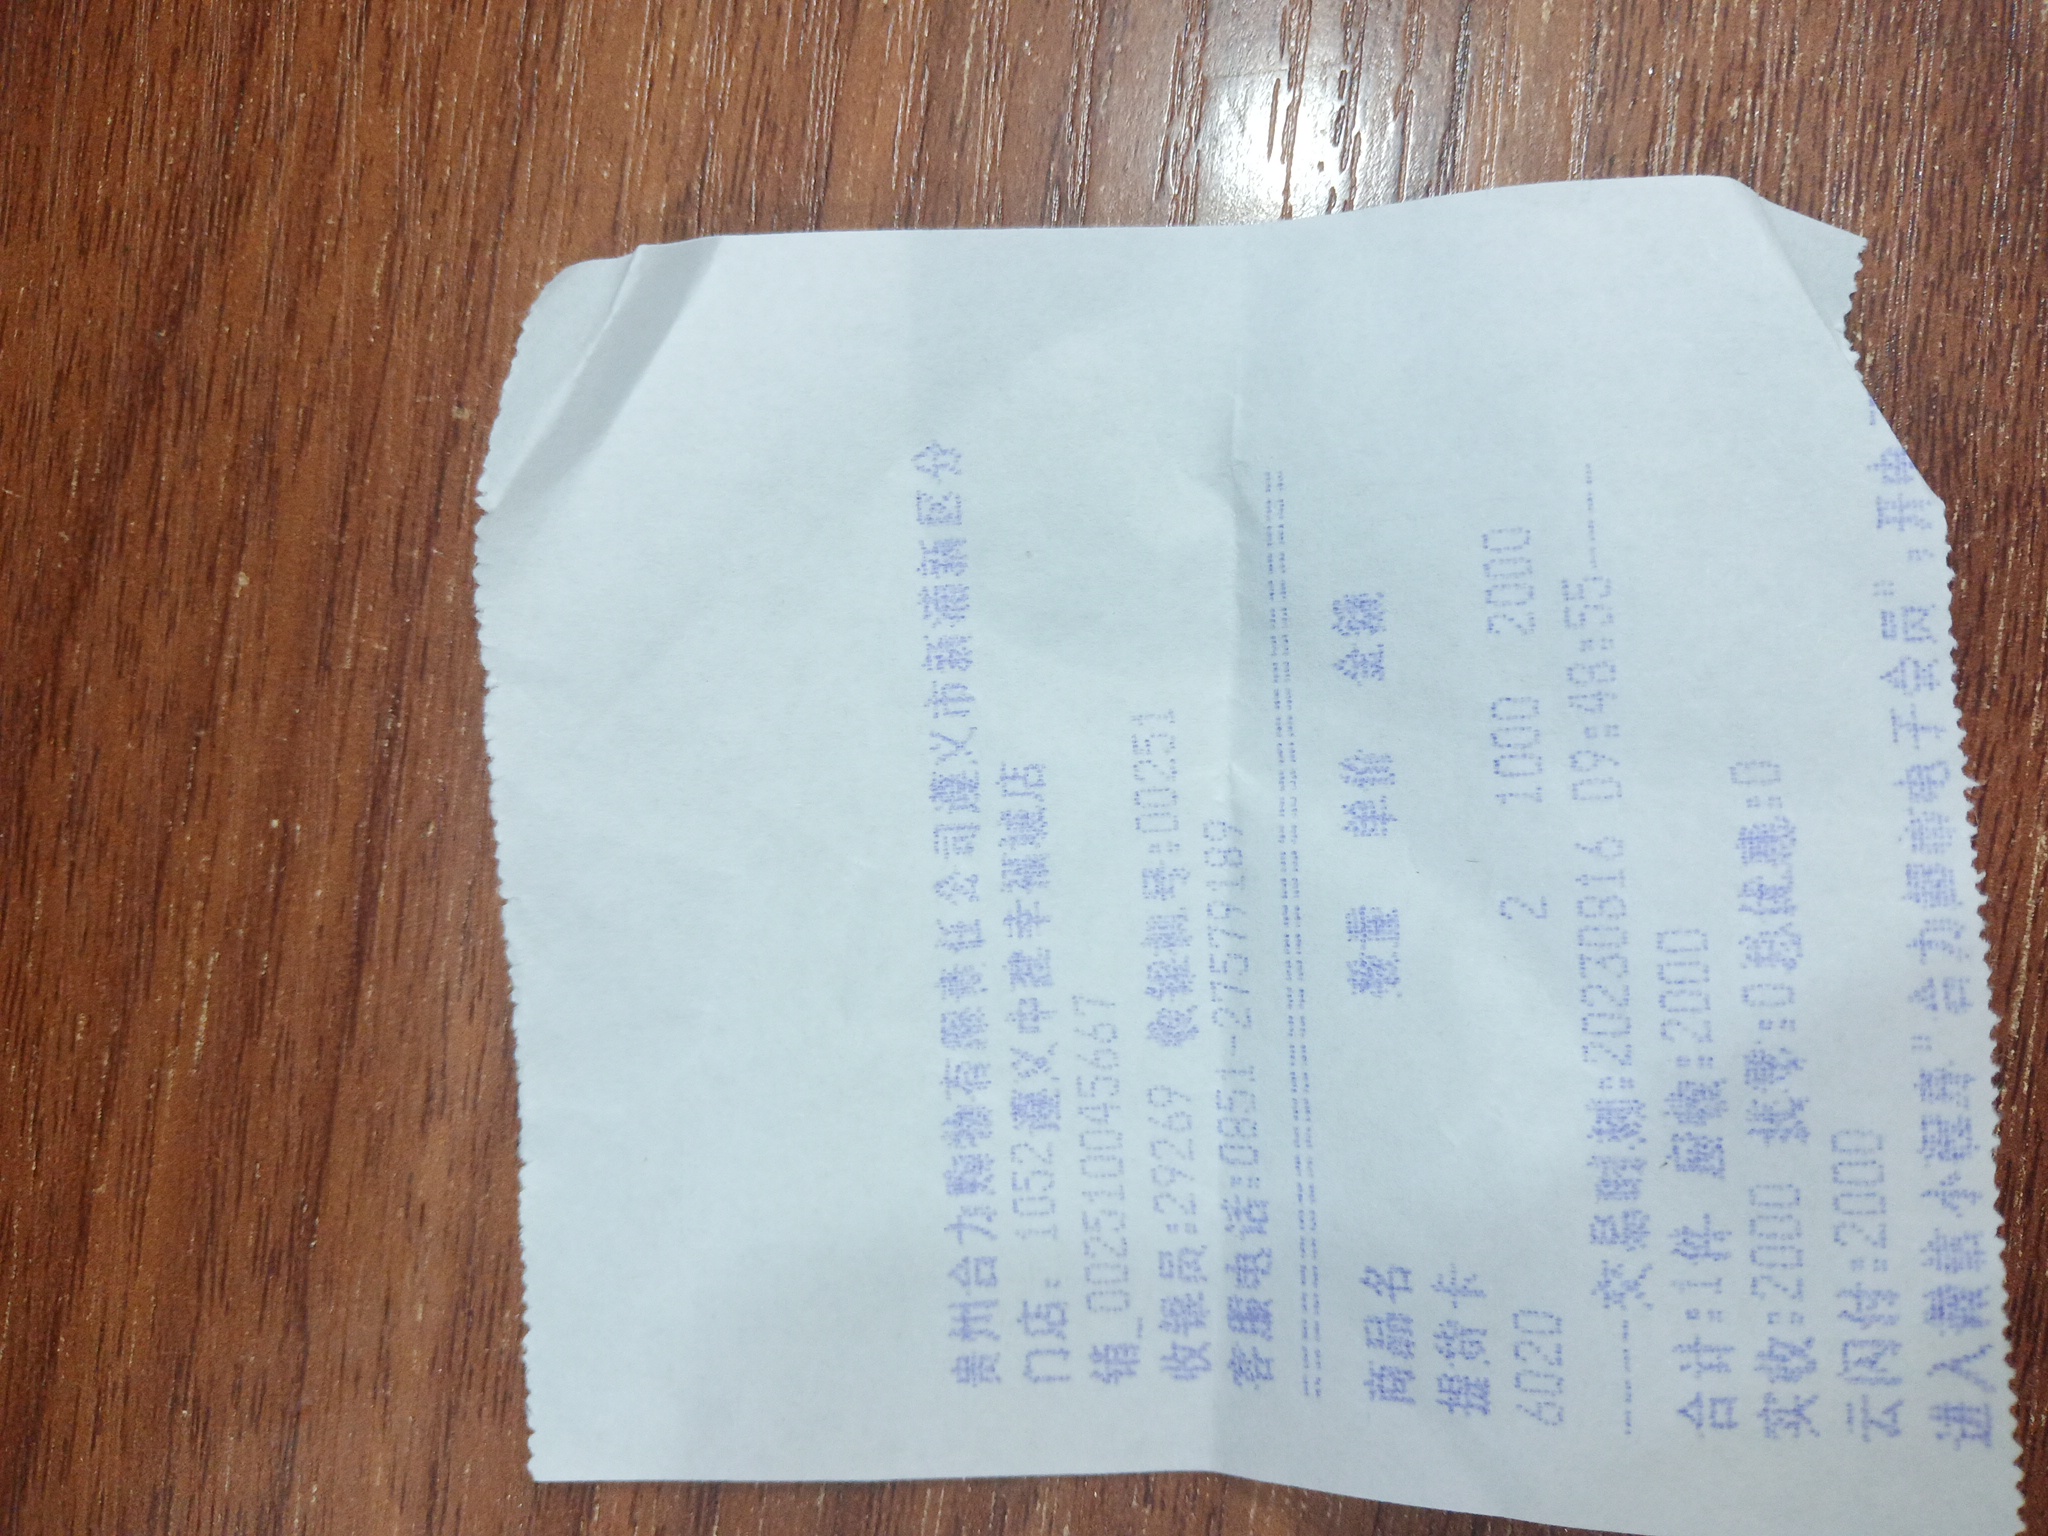 贵州合力购物有限责任公司遵义市新蒲新区分
门店: 1052遵义中建幸福城店
销_002510045667
收银员:29269 收银机号:00251
客服电话:0851-27579189
商品名 数量 单价 金额
提货卡
6020 2 1000 2000
------交易时刻:20230816 09:48:55-----
合计:1件 应收:2000
实收:2000 找零:0 总优惠:0
云闪付:2000
进入微信小程序"合力超市电子会员",开电